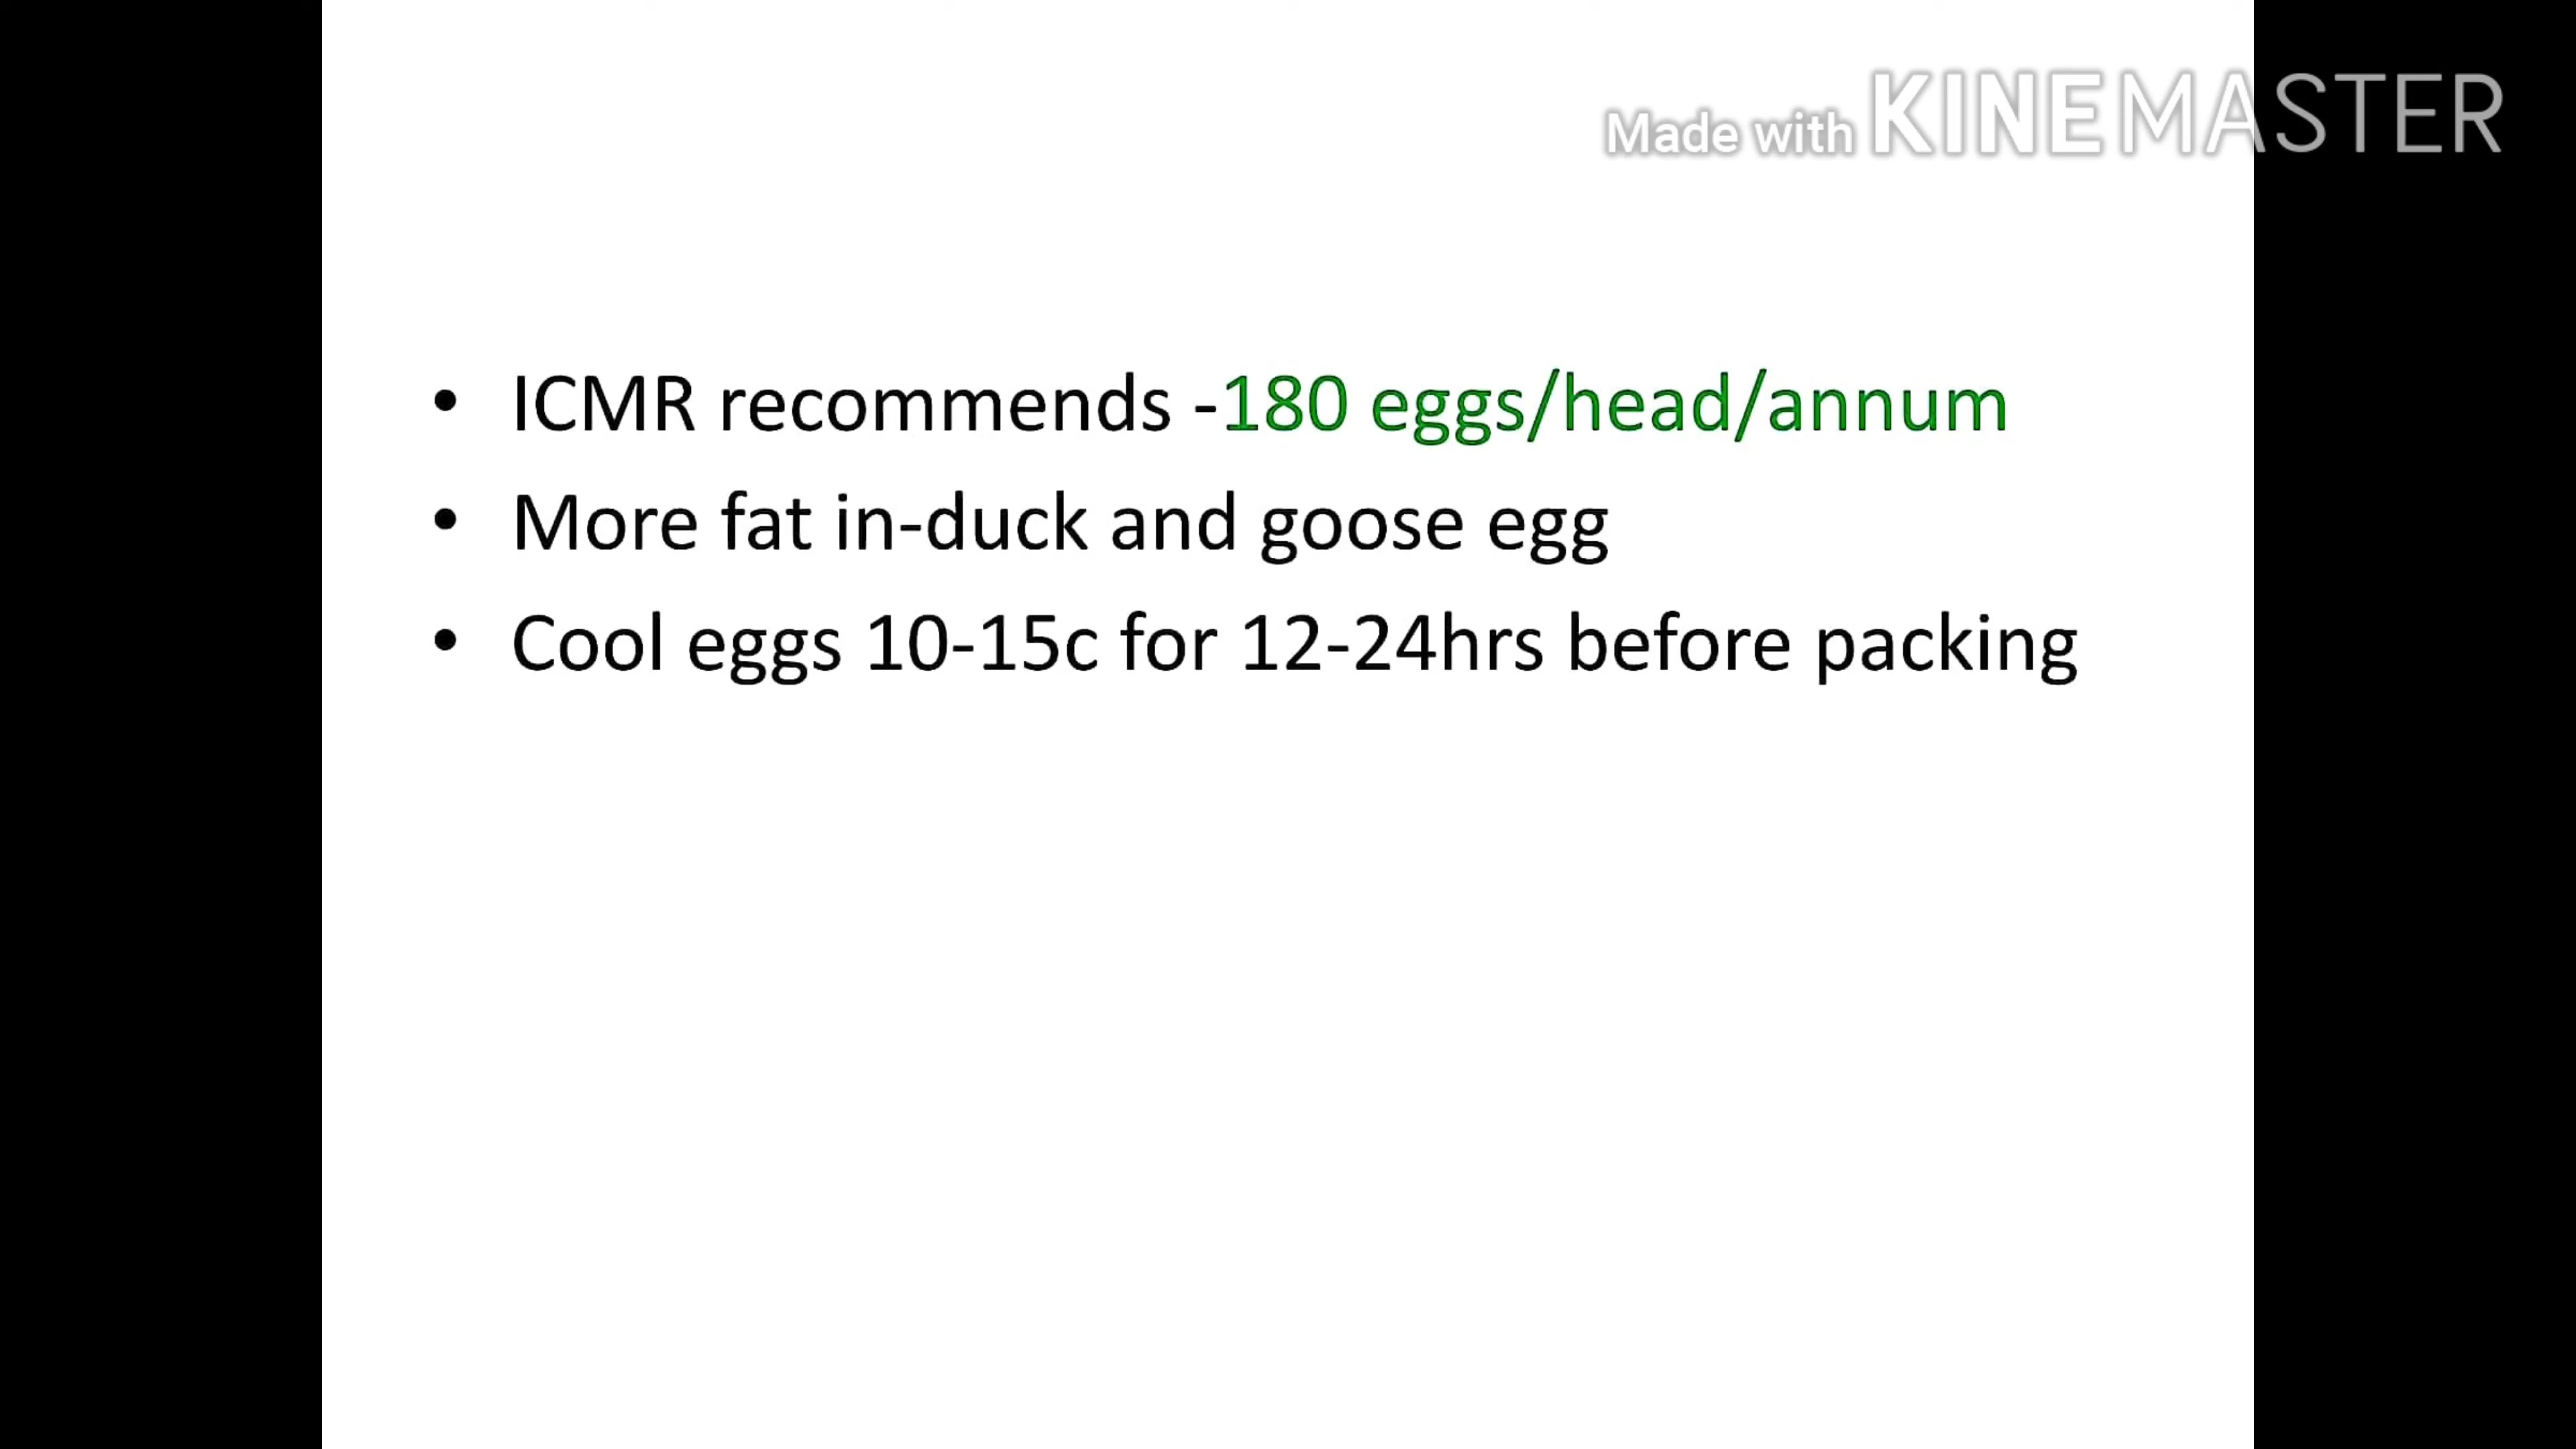 Made with KINEMASTER
• ICMR recommends -180 eggs/head/annum
• More fat in-duck and goose egg
• Cool eggs 10-15c for 12-24hrs before packing